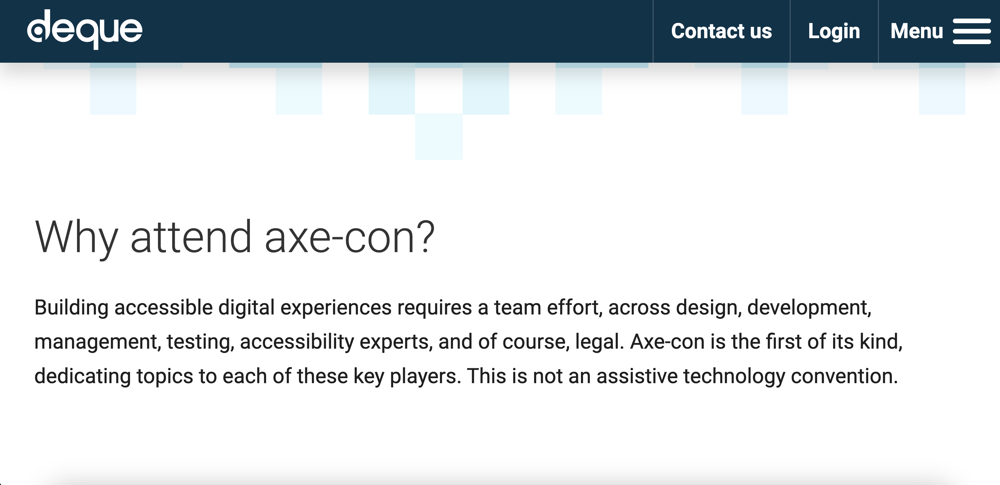 deque
Contact us
Login
Menu
Why attend axe-con?
Building accessible digital experiences requires a team effort, across design, development,
management, testing, accessibility experts, and of course, legal. Axe-con is the first of its kind,
dedicating topics to each of these key players. This is not an assistive technology convention.